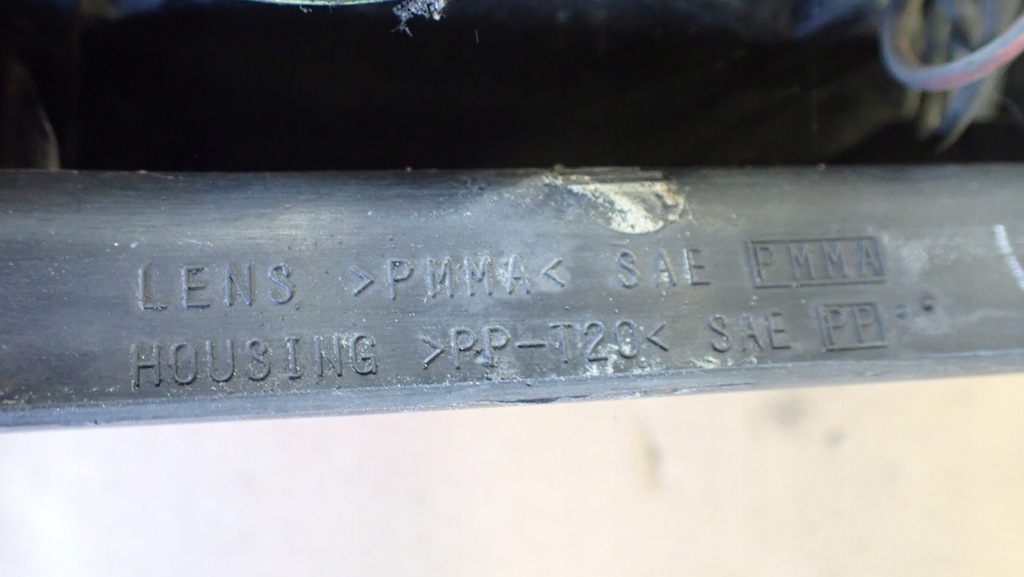 LENS >PMMA< SAE PMMA
HOUSING >PP-T20< SAE PP